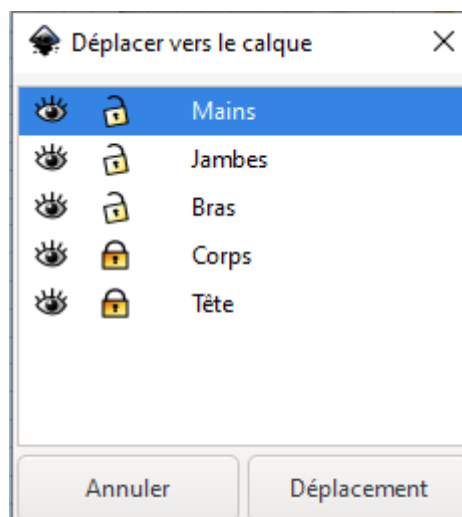 Déplacer vers le calque
Mains
Jambes
Bras
Corps
Tête
Annuler Déplacement